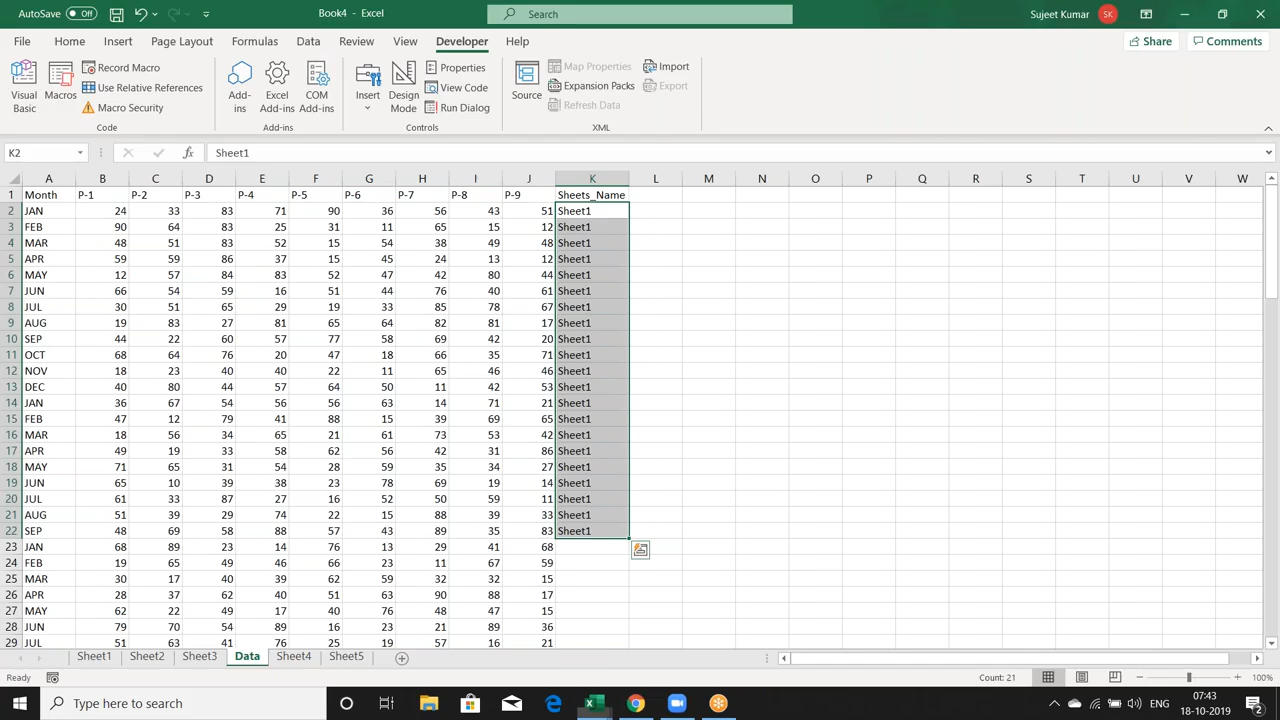 AutoSave Off Book4 - Excel Search Sujeet Kumar SK
File Home Insert Page Layout Formulas Data Review View Developer Help Share Comments
Visual Basic Macros Record Macro Use Relative References Macro Security Code
Add-ins Excel Add-ins COM Add-ins Add-ins
Insert Design Mode Properties View Code Run Dialog Controls
Source Map Properties Expansion Packs Refresh Data Import Export XML
K2 fx Sheet1
A B C D E F G H I J K L M N O P Q R S T U V W
1 Month P-1 P-2 P-3 P-4 P-5 P-6 P-7 P-8 P-9 Sheets_Name
2 JAN 24 33 83 71 90 36 56 43 51 Sheet1
3 FEB 90 64 83 25 31 11 65 15 12 Sheet1
4 MAR 48 51 83 52 15 54 38 49 48 Sheet1
5 APR 59 59 86 37 15 45 24 13 12 Sheet1
6 MAY 12 57 84 83 52 47 42 80 44 Sheet1
7 JUN 66 54 59 16 51 44 76 40 61 Sheet1
8 JUL 30 51 65 29 19 33 85 78 67 Sheet1
9 AUG 19 83 27 81 65 64 82 81 17 Sheet1
10 SEP 44 22 60 57 77 58 69 42 20 Sheet1
11 OCT 68 64 76 20 47 18 66 35 71 Sheet1
12 NOV 18 23 40 40 22 11 65 46 46 Sheet1
13 DEC 40 80 44 57 64 50 11 42 53 Sheet1
14 JAN 36 67 54 56 56 63 14 71 21 Sheet1
15 FEB 47 12 79 41 88 15 39 69 65 Sheet1
16 MAR 18 56 34 65 21 61 73 53 42 Sheet1
17 APR 49 19 33 58 62 56 42 31 86 Sheet1
18 MAY 71 65 31 54 28 59 35 34 27 Sheet1
19 JUN 65 10 39 38 23 78 69 19 14 Sheet1
20 JUL 61 33 87 27 16 52 50 59 11 Sheet1
21 AUG 51 39 29 74 22 15 88 39 33 Sheet1
22 SEP 48 69 58 88 57 43 89 35 83 Sheet1
23 JAN 68 89 23 14 76 13 29 41 68
24 FEB 19 65 49 46 66 23 11 67 59
25 MAR 30 17 40 39 62 59 32 32 15
26 APR 28 37 62 40 51 63 90 88 17
27 MAY 62 22 49 17 40 76 48 47 15
28 JUN 79 70 54 89 16 23 21 89 36
29 JUL 51 63 41 76 25 19 57 16 21
Sheet1 Sheet2 Sheet3 Data Sheet4 Sheet5
Ready Count: 21 100%
Type here to search ENG 07:43
18-10-2019